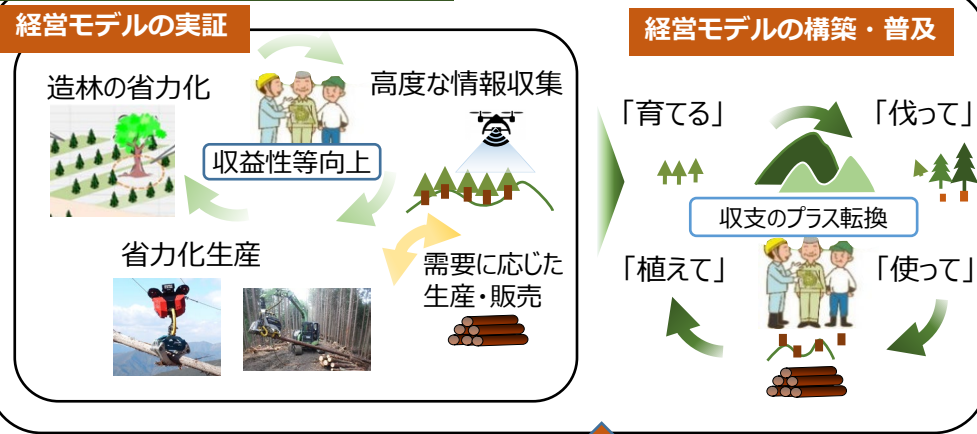 経営モデルの実証
造林の省力化
高度な情報収集
収益性等向上
省力化生産
需要に応じた
生産・販売
経営モデルの構築・普及
「育てる」
「伐って」
収支のプラス転換
「植えて」
「使って」